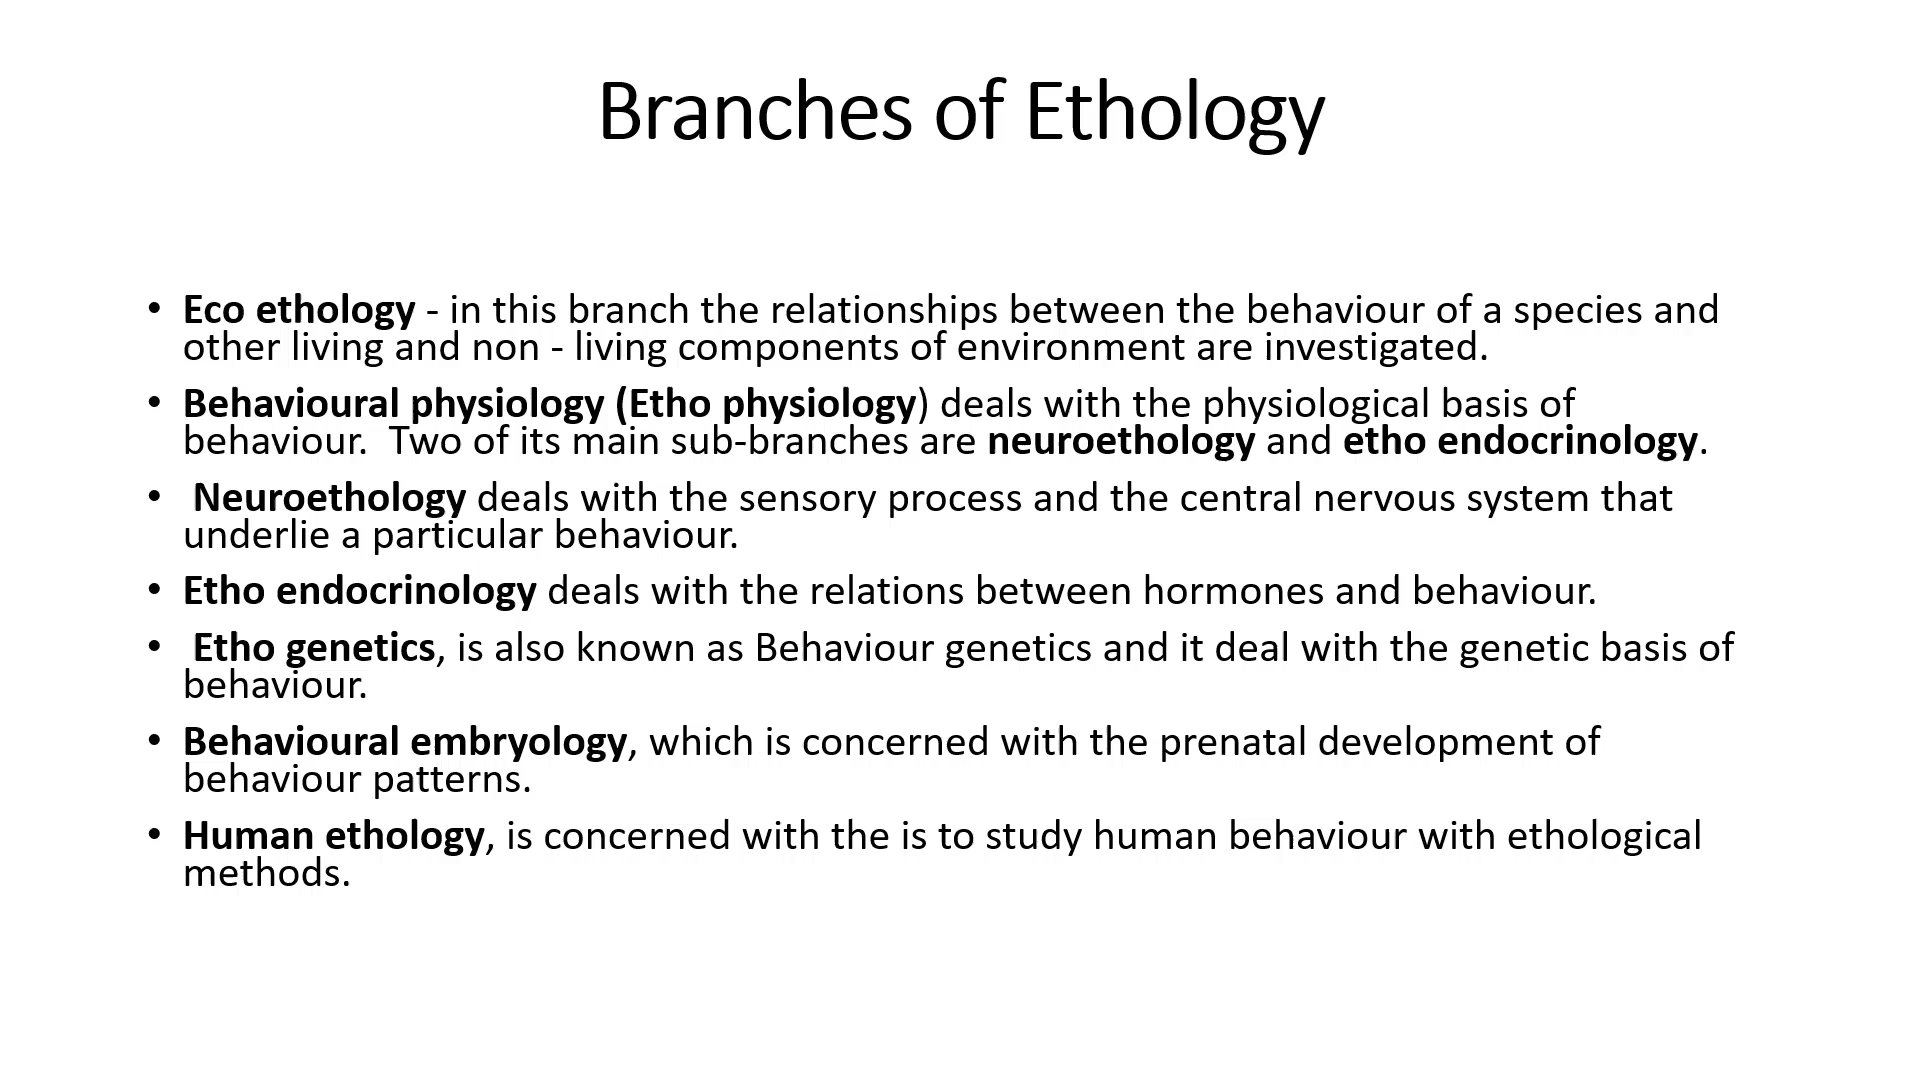 Branches of Ethology
• Eco ethology - in this branch the relationships between the behaviour of a species and
other living and non - living components of environment are investigated.
• Behavioural physiology (Etho physiology) deals with the physiological basis of
behaviour.  Two of its main sub-branches are neuroethology and etho endocrinology.
• Neuroethology deals with the sensory process and the central nervous system that
underlie a particular behaviour.
• Etho endocrinology deals with the relations between hormones and behaviour.
• Etho genetics, is also known as Behaviour genetics and it deal with the genetic basis of
behaviour.
• Behavioural embryology, which is concerned with the prenatal development of
behaviour patterns.
• Human ethology, is concerned with the is to study human behaviour with ethological
methods.